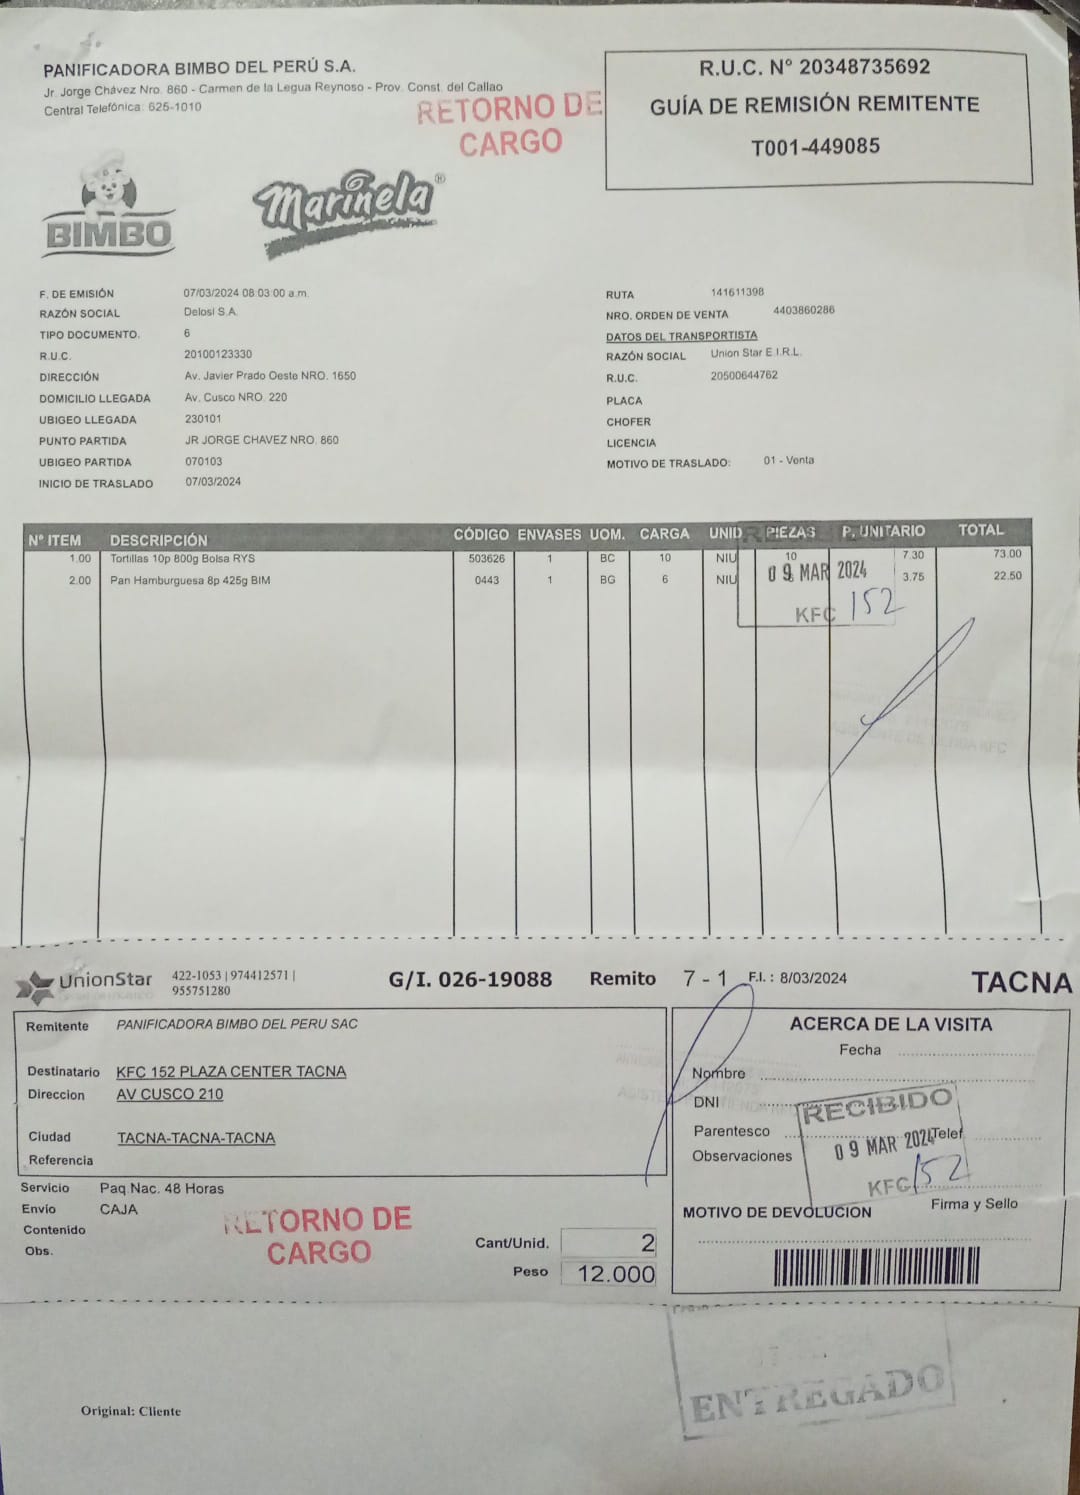 PANIFICADORA BIMBO DEL PERÚ S.A.
Jr. Jorge Chávez Nro. 860 - Carmen de la Legua Reynoso - Prov. Const. del Callao
Central Telefónica: 625-1010
RETORNO DE
CARGO
R.U.C. N° 20348735692
GUÍA DE REMISIÓN REMITENTE
T001-449085
BIMBO
Marinela®
F. DE EMISIÓN 07/03/2024 08:03:00 a.m.
RAZÓN SOCIAL Delosi S.A.
TIPO DOCUMENTO. 6
R.U.C. 20100123330
DIRECCIÓN Av. Javier Prado Oeste NRO. 1650
DOMICILIO LLEGADA Av. Cusco NRO. 220
UBIGEO LLEGADA 230101
PUNTO PARTIDA JR JORGE CHAVEZ NRO. 860
UBIGEO PARTIDA 070103
INICIO DE TRASLADO 07/03/2024
RUTA 141611398
NRO. ORDEN DE VENTA 4403860286
DATOS DEL TRANSPORTISTA
RAZÓN SOCIAL Union Star E.I.R.L.
R.U.C. 20500644762
PLACA
CHOFER
LICENCIA
MOTIVO DE TRASLADO: 01 - Venta
N° ITEM DESCRIPCIÓN CÓDIGO ENVASES UOM. CARGA UNID PIEZAS P. UNITARIO TOTAL
1.00 Tortillas 10p 800g Bolsa RYS 503626 1 BC 10 NIU 10 7.30 73.00
2.00 Pan Hamburguesa 8p 425g BIM 0443 1 BG 6 NIU 3.75 22.50
09 MAR 2024
KFC 152
UnionStar 422-1053 | 974412571 |
955751280
G/I. 026-19088 Remito 7 - 1 F.I. : 8/03/2024 TACNA
Remitente PANIFICADORA BIMBO DEL PERU SAC
Destinatario KFC 152 PLAZA CENTER TACNA
Direccion AV CUSCO 210
Ciudad TACNA-TACNA-TACNA
Referencia
Servicio Paq.Nac. 48 Horas
Envio CAJA
Contenido
Obs.
RETORNO DE
CARGO
Cant/Unid. 2
Peso 12.000
ACERCA DE LA VISITA
Fecha
Nombre
DNI
Parentesco Telef
Observaciones
RECIBIDO
09 MAR 2024
KFC 152
Firma y Sello
MOTIVO DE DEVOLUCION
ENTREGADO
Original: Cliente